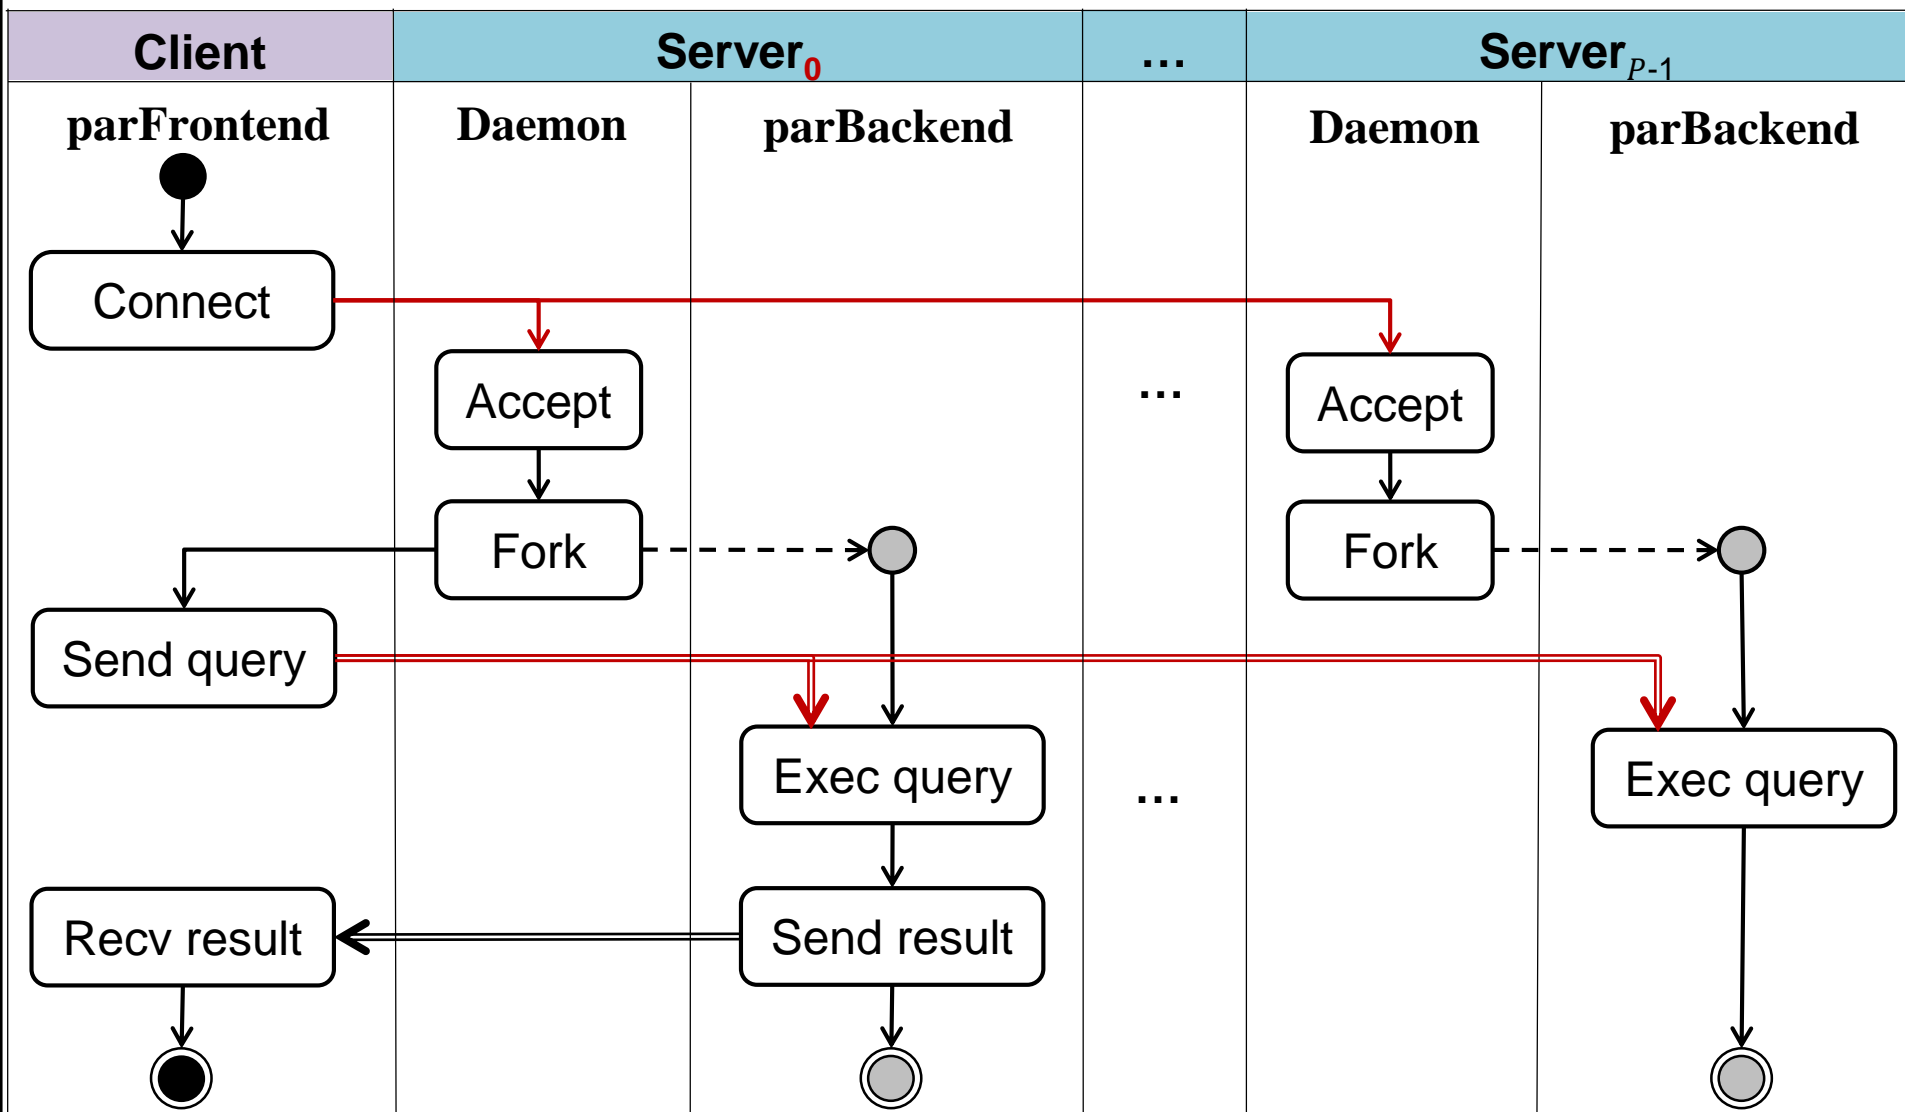 Client Server0 ... ServerP-1
parFrontend Daemon parBackend Daemon parBackend
Connect
Accept ... Accept
Fork Fork
Send query
Exec query ... Exec query
Recv result Send result